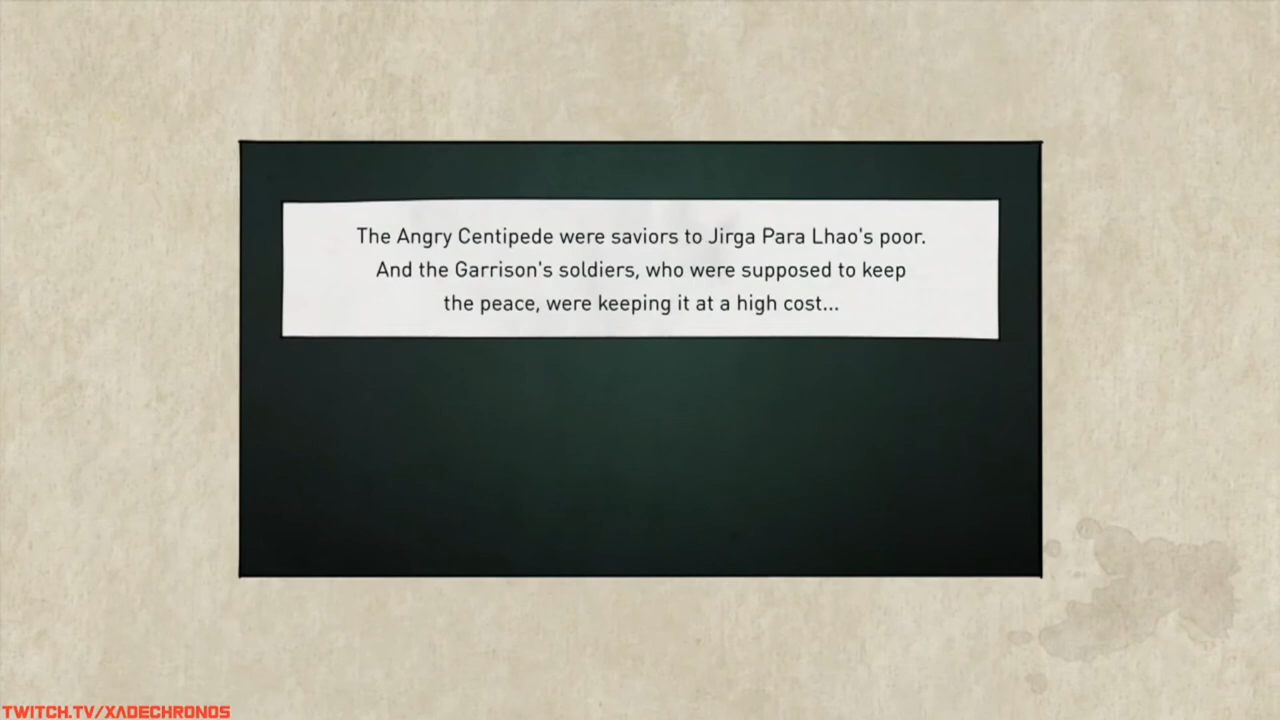 The Angry Centipede were saviors to Jirga Para Lhao's poor.
And the Garrison's soldiers, who were supposed to keep
the peace, were keeping it at a high cost...
TWITCH.TV/XADECHRONOS